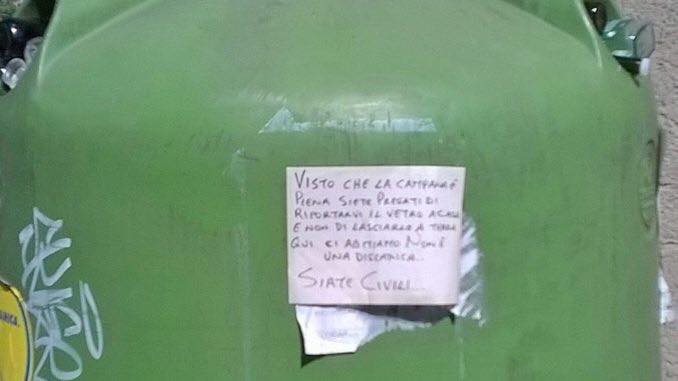 VISTO CHE LA CAMPANA È
PIENA SIETE PREGATI DI
RIPORTARVI IL VETRO A CASA
E NON DI LASCIARLO A TERRA
QUI CI ABITIAMO NON È
UNA DISCARICA...
SIATE CIVILI...